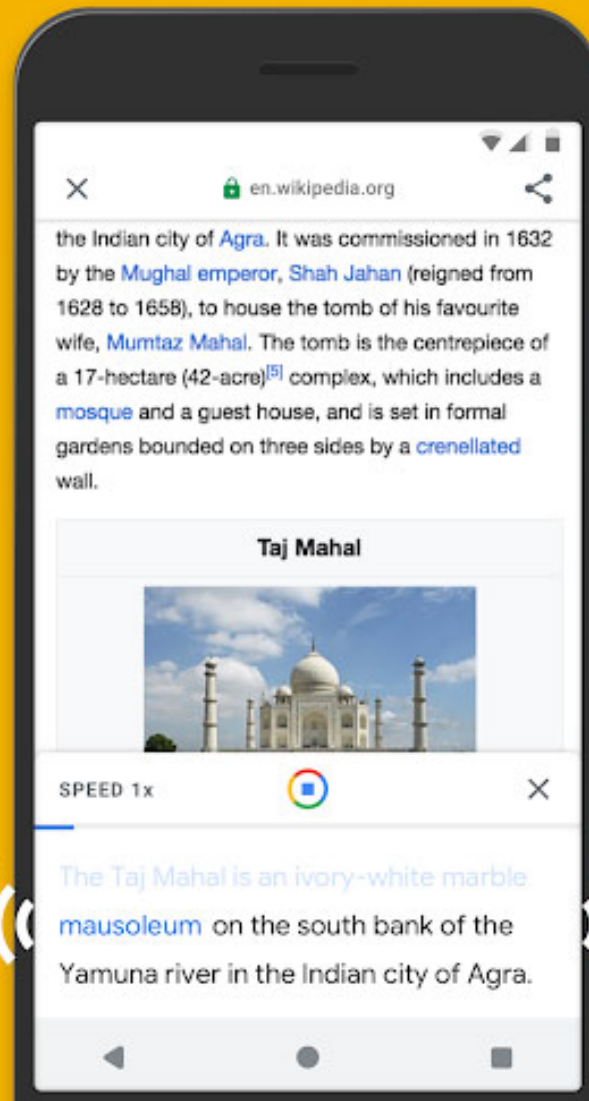 en.wikipedia.org
the Indian city of Agra. It was commissioned in 1632
by the Mughal emperor, Shah Jahan (reigned from
1628 to 1658), to house the tomb of his favourite
wife, Mumtaz Mahal. The tomb is the centrepiece of
a 17-hectare (42-acre)[5] complex, which includes a
mosque and a guest house, and is set in formal
gardens bounded on three sides by a crenellated
wall.
Taj Mahal
SPEED 1x
The Taj Mahal is an ivory-white marble
mausoleum on the south bank of the
Yamuna river in the Indian city of Agra.